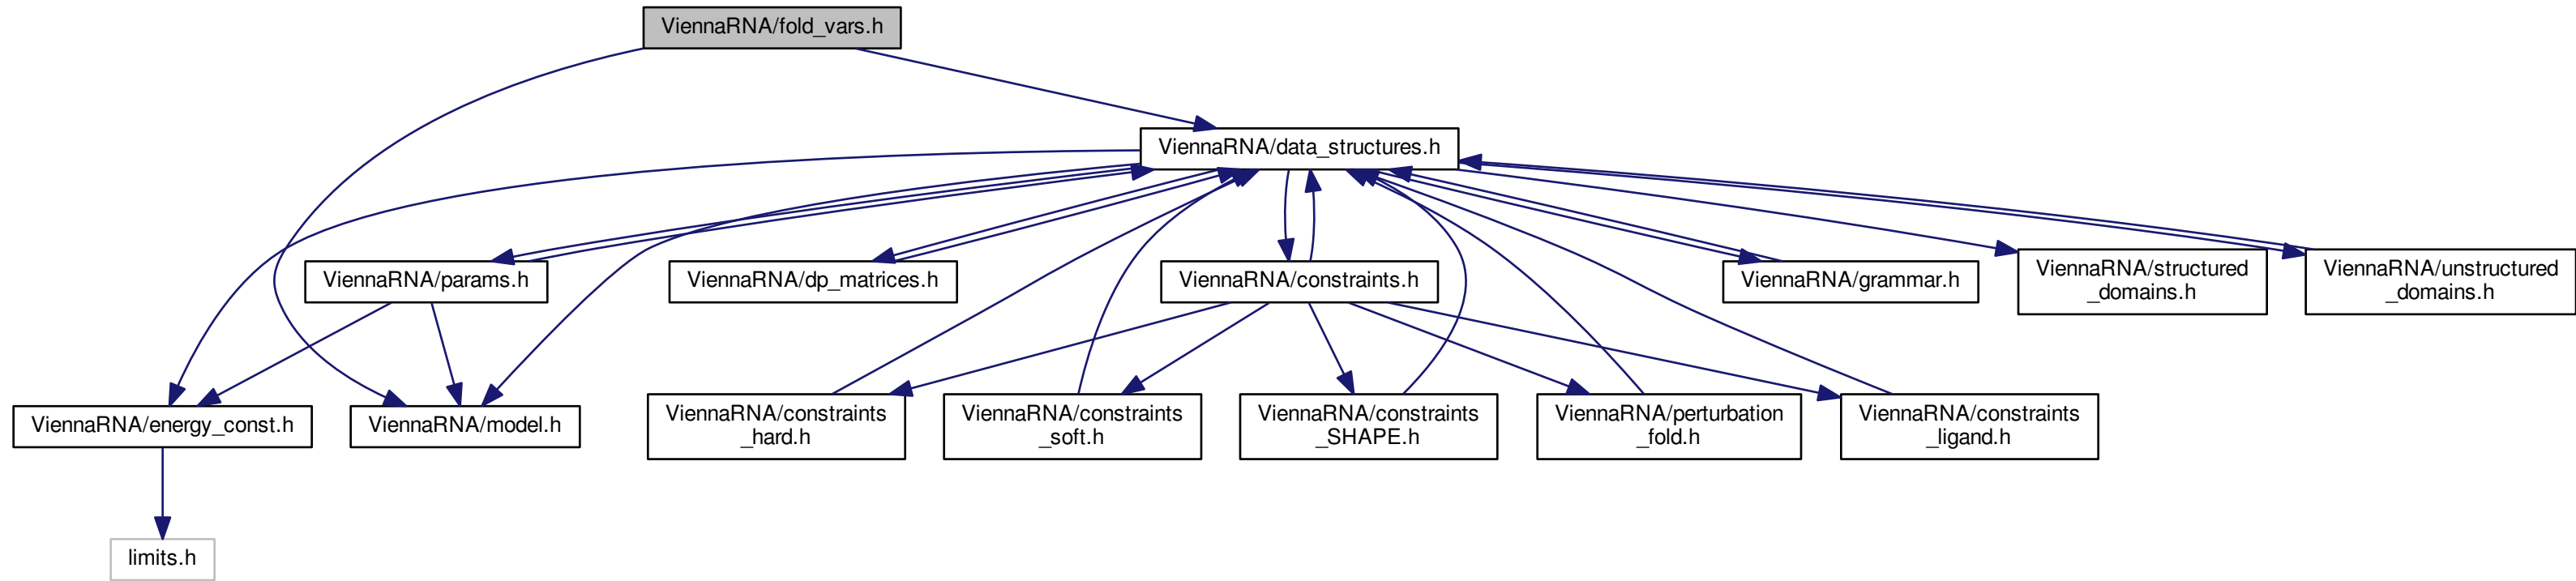 ViennaRNA/fold_vars.h
ViennaRNA/data_structures.h
ViennaRNA/params.h
ViennaRNA/dp_matrices.h
ViennaRNA/constraints.h
ViennaRNA/grammar.h
ViennaRNA/structured
_domains.h
ViennaRNA/unstructured
_domains.h
ViennaRNA/energy_const.h
ViennaRNA/model.h
ViennaRNA/constraints
_hard.h
ViennaRNA/constraints
_soft.h
ViennaRNA/constraints
_SHAPE.h
ViennaRNA/perturbation
_fold.h
ViennaRNA/constraints
_ligand.h
limits.h